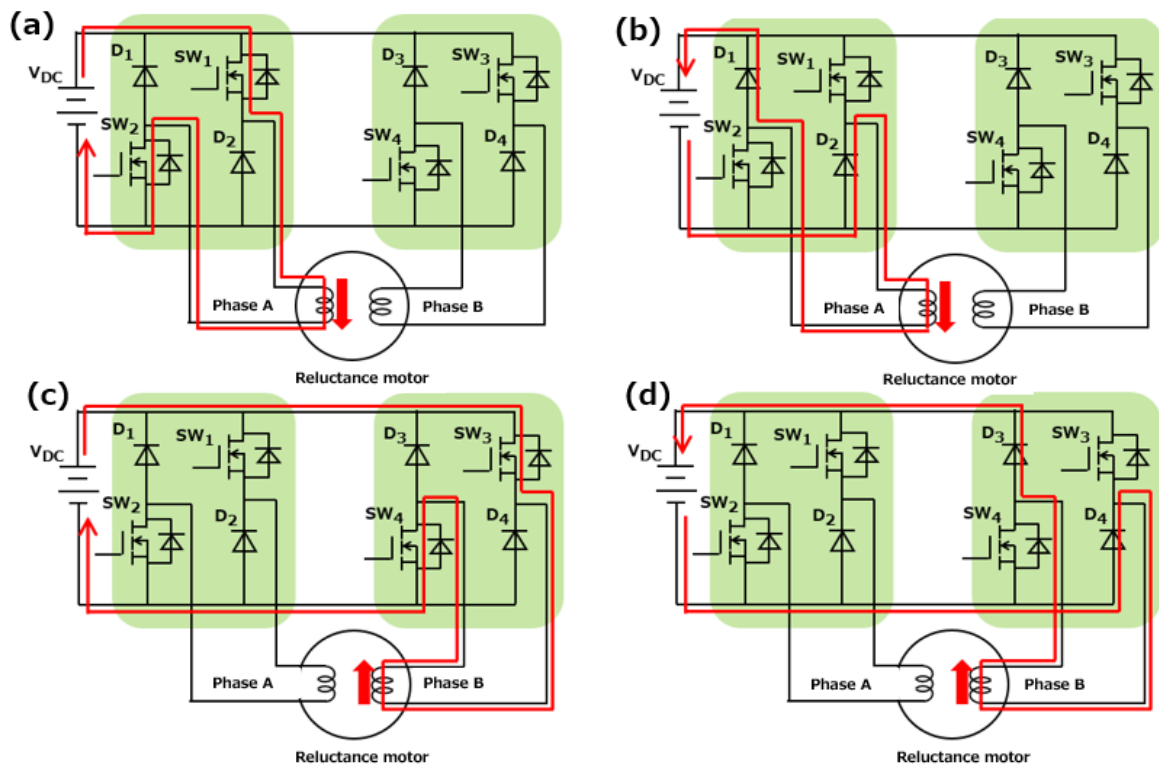 (a)
D1
SW1
D3
SW3
VDC
SW2
D2
SW4
D4
Phase A
Phase B
Reluctance motor
(b)
D1
SW1
D3
SW3
VDC
SW2
D2
SW4
D4
Phase A
Phase B
Reluctance motor
(c)
D1
SW1
D3
SW3
VDC
SW2
D2
SW4
D4
Phase A
Phase B
Reluctance motor
(d)
D1
SW1
D3
SW3
VDC
SW2
D2
SW4
D4
Phase A
Phase B
Reluctance motor